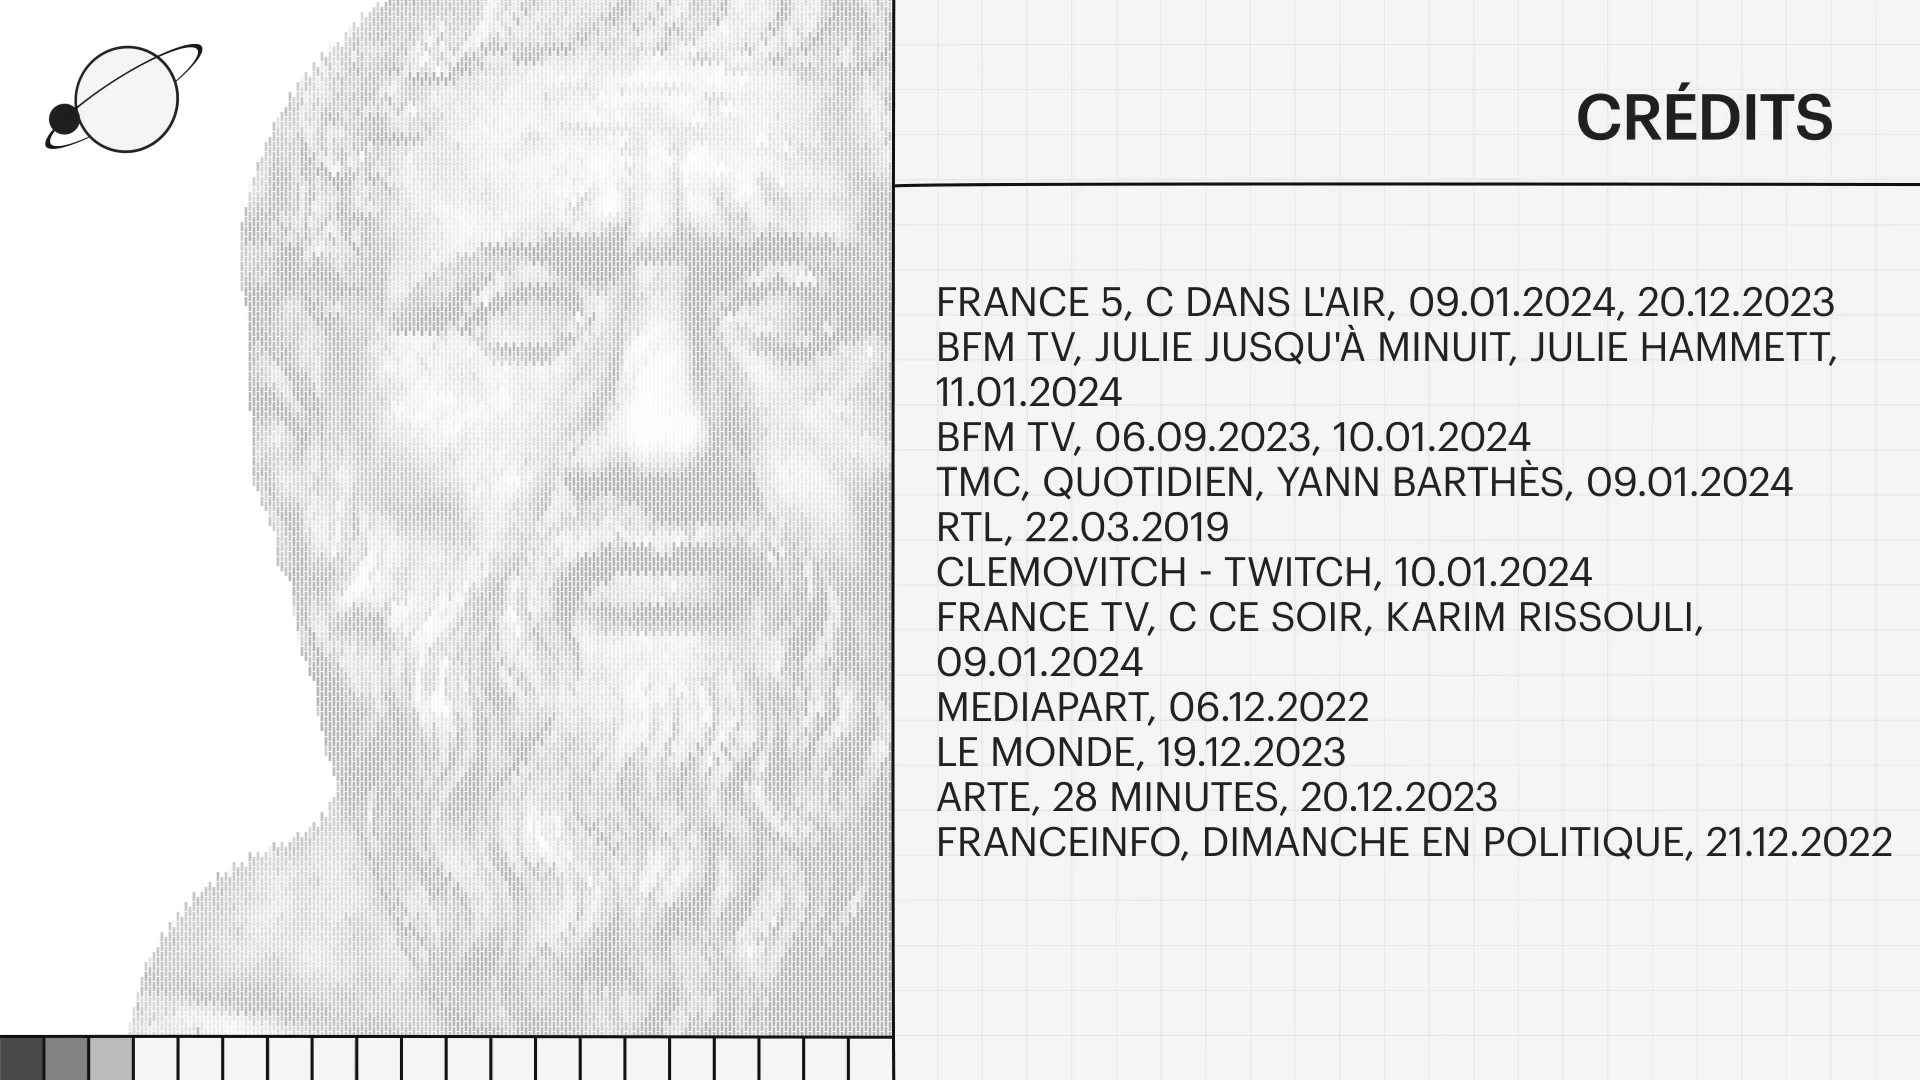 CRÉDITS
FRANCE 5, C DANS L'AIR, 09.01.2024, 20.12.2023
BFM TV, JULIE JUSQU'À MINUIT, JULIE HAMMETT,
11.01.2024
BFM TV, 06.09.2023, 10.01.2024
TMC, QUOTIDIEN, YANN BARTHÈS, 09.01.2024
RTL, 22.03.2019
CLEMOVITCH - TWITCH, 10.01.2024
FRANCE TV, C CE SOIR, KARIM RISSOULI,
09.01.2024
MEDIAPART, 06.12.2022
LE MONDE, 19.12.2023
ARTE, 28 MINUTES, 20.12.2023
FRANCEINFO, DIMANCHE EN POLITIQUE, 21.12.2022